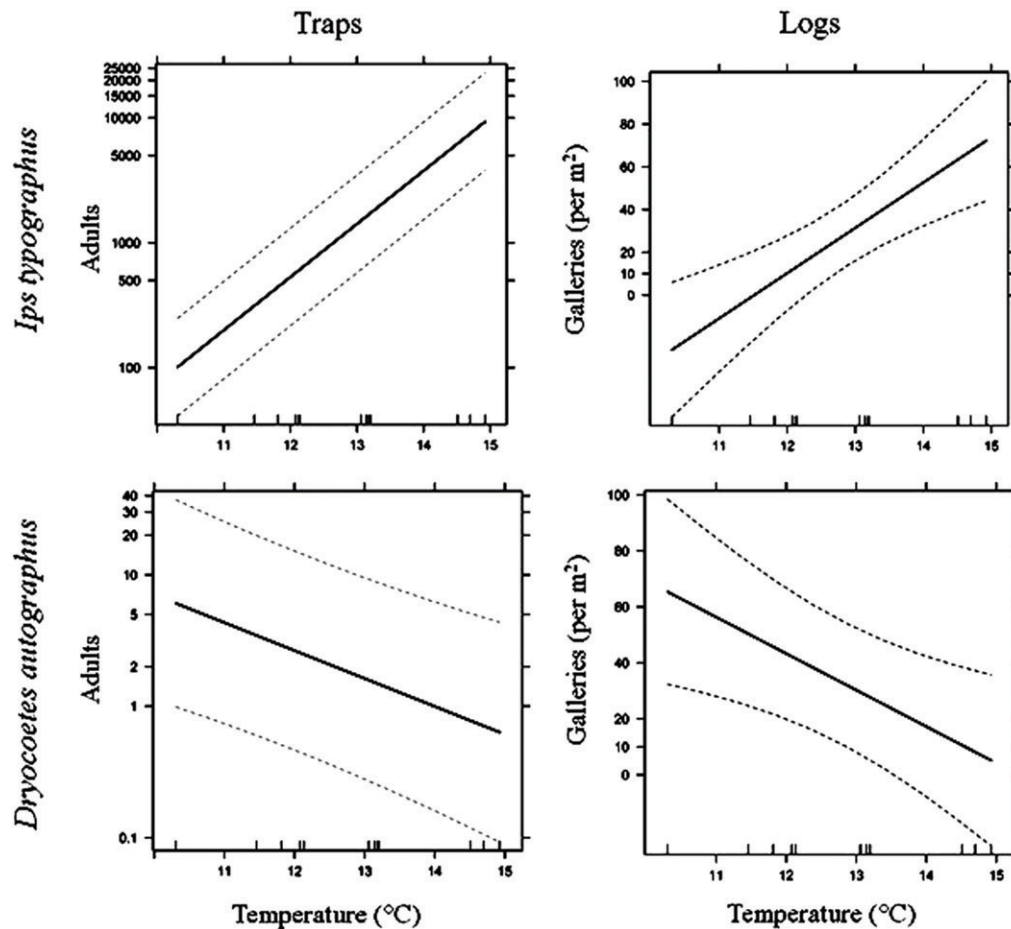 Traps
Logs
Ips typographus
Adults
25000
20000
15000
10000
5000
1000
500
100
11 12 13 14 15
Galleries (per m²)
100
80
60
40
20
10
0
11 12 13 14 15
Dryocoetes autographus
Adults
40
30
20
10
5
2
1
0.1
11 12 13 14 15
Temperature (°C)
Galleries (per m²)
100
80
60
40
20
10
0
11 12 13 14 15
Temperature (°C)